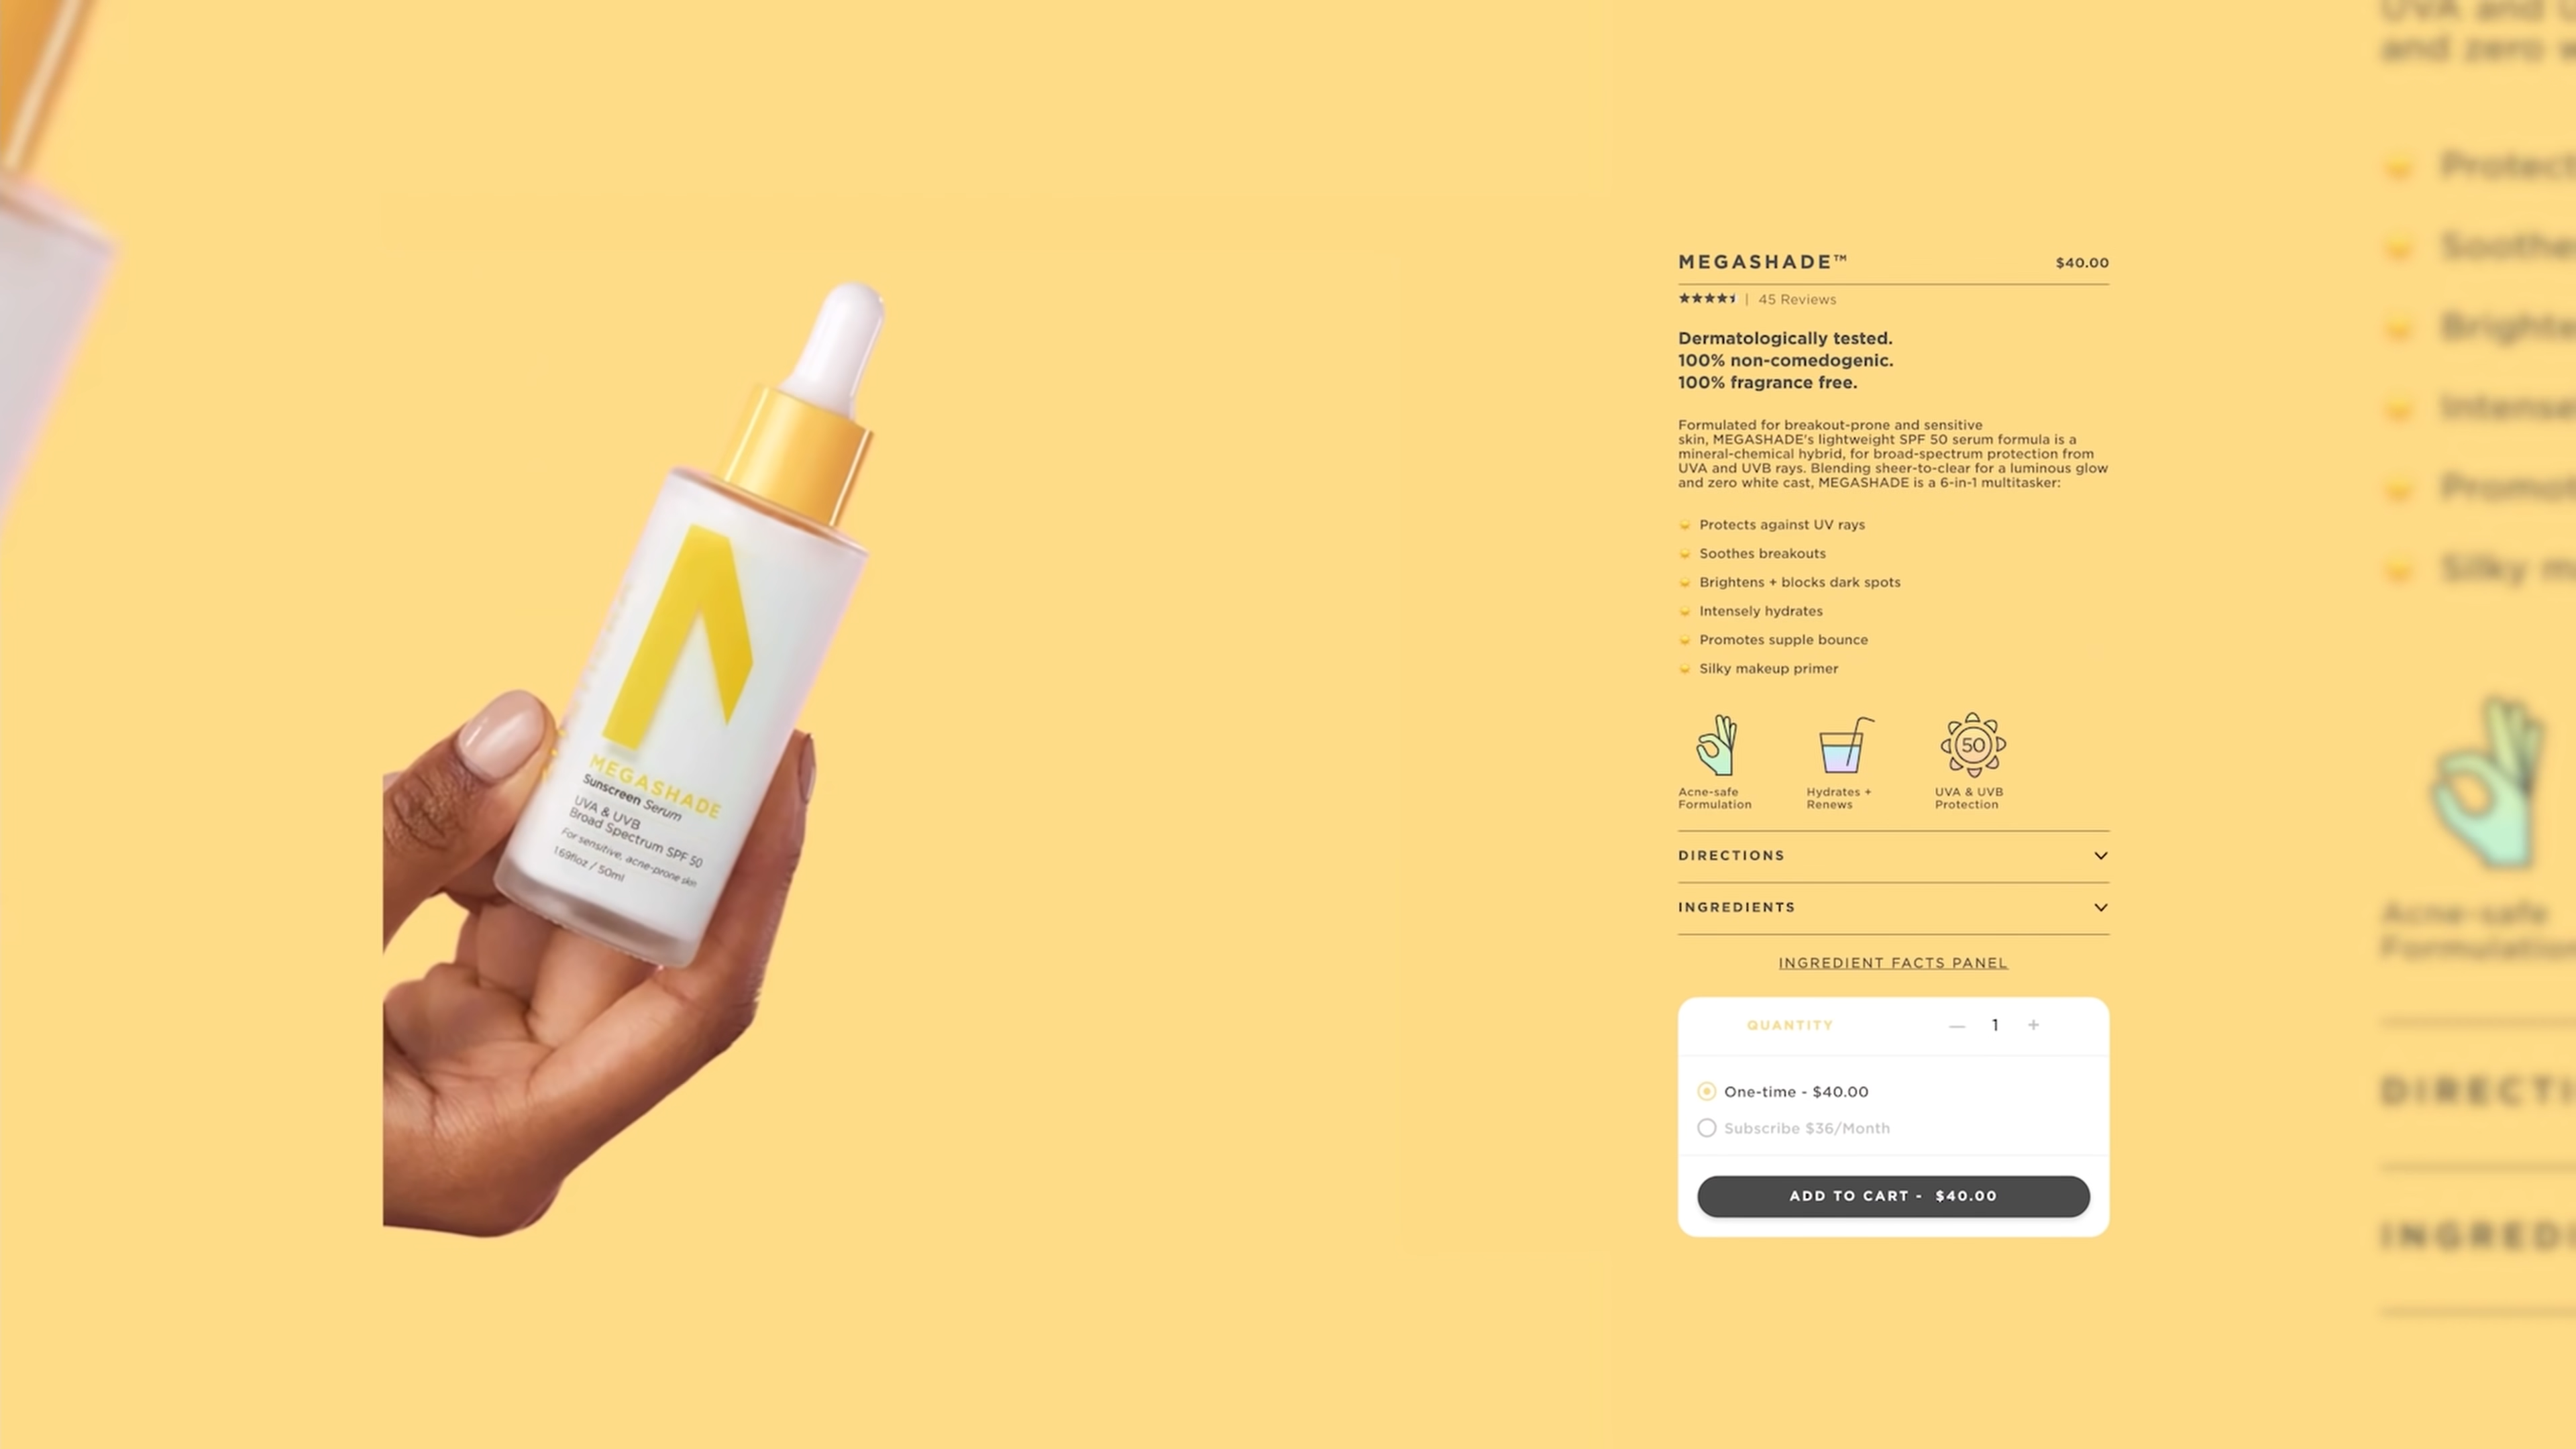 MEGASHADE
Sunscreen Serum
UVA & UVB
Broad Spectrum SPF 50
For sensitive, acne-prone skin
1.69floz / 50ml
MEGASHADE™ $40.00
| 45 Reviews
Dermatologically tested.
100% non-comedogenic.
100% fragrance free.
Formulated for breakout-prone and sensitive
skin, MEGASHADE's lightweight SPF 50 serum formula is a
mineral-chemical hybrid, for broad-spectrum protection from
UVA and UVB rays. Blending sheer-to-clear for a luminous glow
and zero white cast, MEGASHADE is a 6-in-1 multitasker:
Protects against UV rays
Soothes breakouts
Brightens + blocks dark spots
Intensely hydrates
Promotes supple bounce
Silky makeup primer
50
Acne-safe
Formulation
Hydrates +
Renews
UVA & UVB
Protection
DIRECTIONS
INGREDIENTS
INGREDIENT FACTS PANEL
QUANTITY — 1 +
One-time - $40.00
Subscribe $36/Month
ADD TO CART - $40.00
UVA and
and zero
Acne-safe